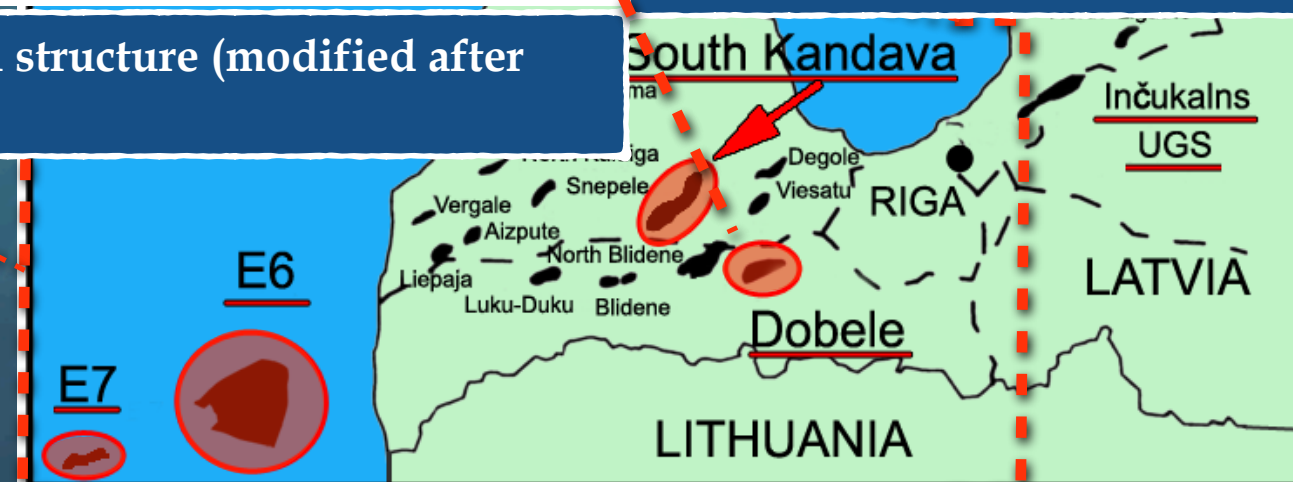 structure (modified after
South Kandava
Inčukalns
UGS
Degole
Snepele
Viesatu
RIGA
Vergale
Aizpute
North Blidene
E6
Liepaja
LATVIA
Luku-Duku
Blidene
Dobele
E7
LITHUANIA